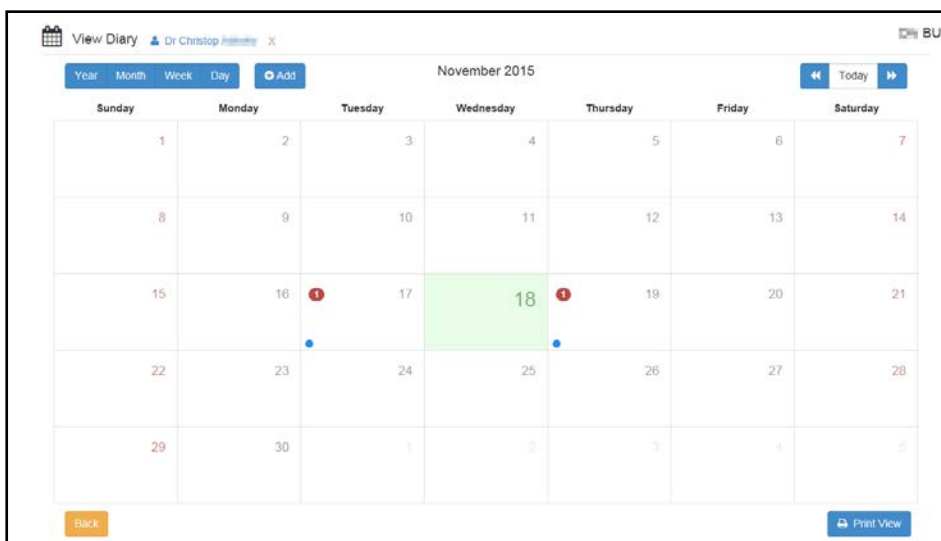 View Diary Dr Christop X BU
Year Month Week Day Add November 2015 Today
Sunday Monday Tuesday Wednesday Thursday Friday Saturday
1 2 3 4 5 6 7
8 9 10 11 12 13 14
15 16 1 17 18 1 19 20 21
22 23 24 25 26 27 28
29 30 1 2 3 4 5
Back Print View